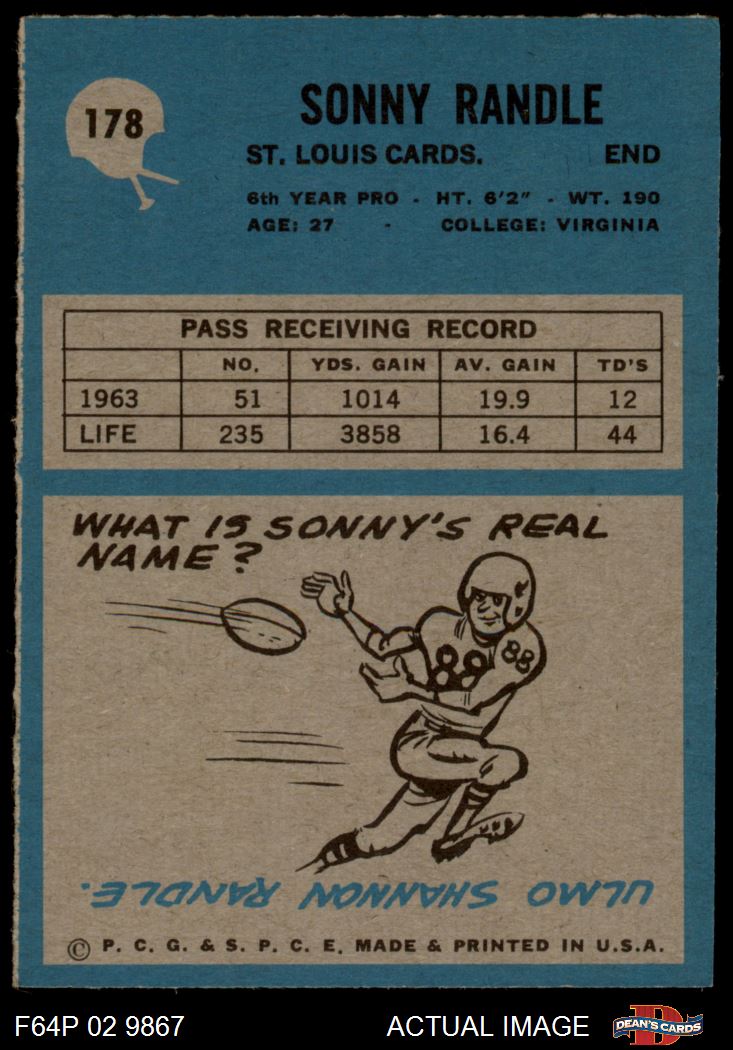 178
SONNY RANDLE
ST. LOUIS CARDS. END
6th YEAR PRO - HT. 6'2" - WT. 190
AGE: 27 - COLLEGE: VIRGINIA
PASS RECEIVING RECORD
NO. YDS. GAIN AV. GAIN TD'S
1963 51 1014 19.9 12
LIFE 235 3858 16.4 44
WHAT IS SONNY'S REAL
NAME?
88
88
ULMO SHANNON RANDLE.
© P. C. G. & S. P. C. E. MADE & PRINTED IN U.S.A.
F64P 02 9867 ACTUAL IMAGE
D
DEAN'S CARDS